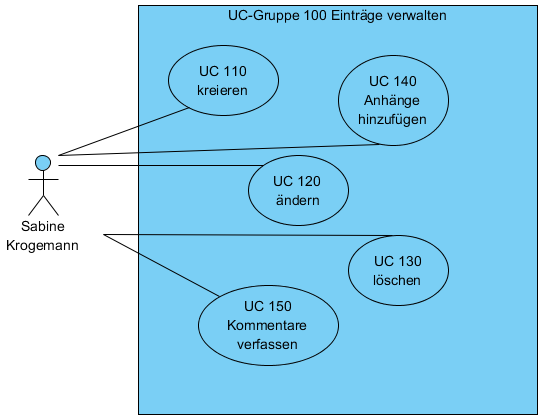 UC-Gruppe 100 Einträge verwalten
UC 110
kreieren
UC 140
Anhänge
hinzufügen
UC 120
ändern
Sabine
Krogemann
UC 130
löschen
UC 150
Kommentare
verfassen